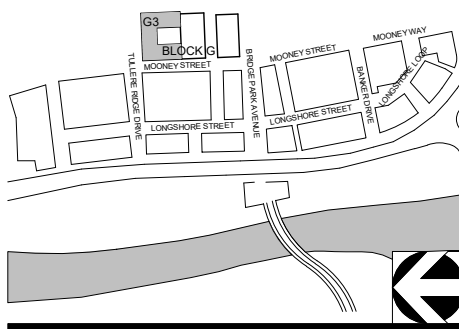 G3
BLOCK G
MOONEY STREET
TULLERE RIDGE DRIVE
BRIDGE PARK AVENUE
MOONEY STREET
MOONEY WAY
LONGSHORE LOOP
BANKER DRIVE
LONGSHORE STREET
LONGSHORE STREET